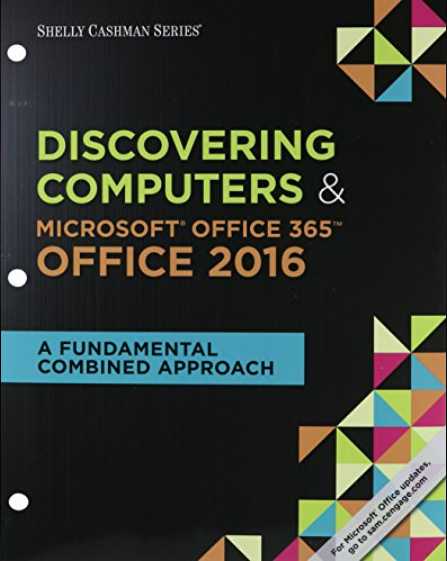 SHELLY CASHMAN SERIES®
DISCOVERING
COMPUTERS &
MICROSOFT® OFFICE 365™
OFFICE 2016
A FUNDAMENTAL
COMBINED APPROACH
For Microsoft® Office updates,
go to sam.cengage.com